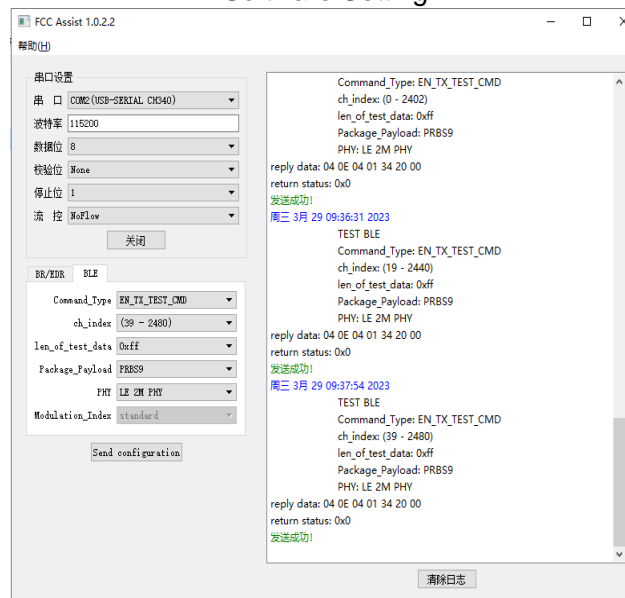 FCC Assist 1.0.2.2
帮助(H)
串口设置
串 口 COM2(USB-SERIAL CH340)
波特率 115200
数据位 8
校验位 None
停止位 1
流 控 NoFlow
关闭
BR/EDR BLE
Command_Type EN_TX_TEST_CMD
ch_index (39 - 2480)
len_of_test_data 0xff
Package_Payload PRBS9
PHY LE 2M PHY
Modulation_Index standard
Send configuration
Command_Type: EN_TX_TEST_CMD
ch_index: (0 - 2402)
len_of_test_data: 0xff
Package_Payload: PRBS9
PHY: LE 2M PHY
reply data: 04 0E 04 01 34 20 00
return status: 0x0
发送成功!
周三 3月 29 09:36:31 2023
TEST BLE
Command_Type: EN_TX_TEST_CMD
ch_index: (19 - 2440)
len_of_test_data: 0xff
Package_Payload: PRBS9
PHY: LE 2M PHY
reply data: 04 0E 04 01 34 20 00
return status: 0x0
发送成功!
周三 3月 29 09:37:54 2023
TEST BLE
Command_Type: EN_TX_TEST_CMD
ch_index: (39 - 2480)
len_of_test_data: 0xff
Package_Payload: PRBS9
PHY: LE 2M PHY
reply data: 04 0E 04 01 34 20 00
return status: 0x0
发送成功!
清除日志